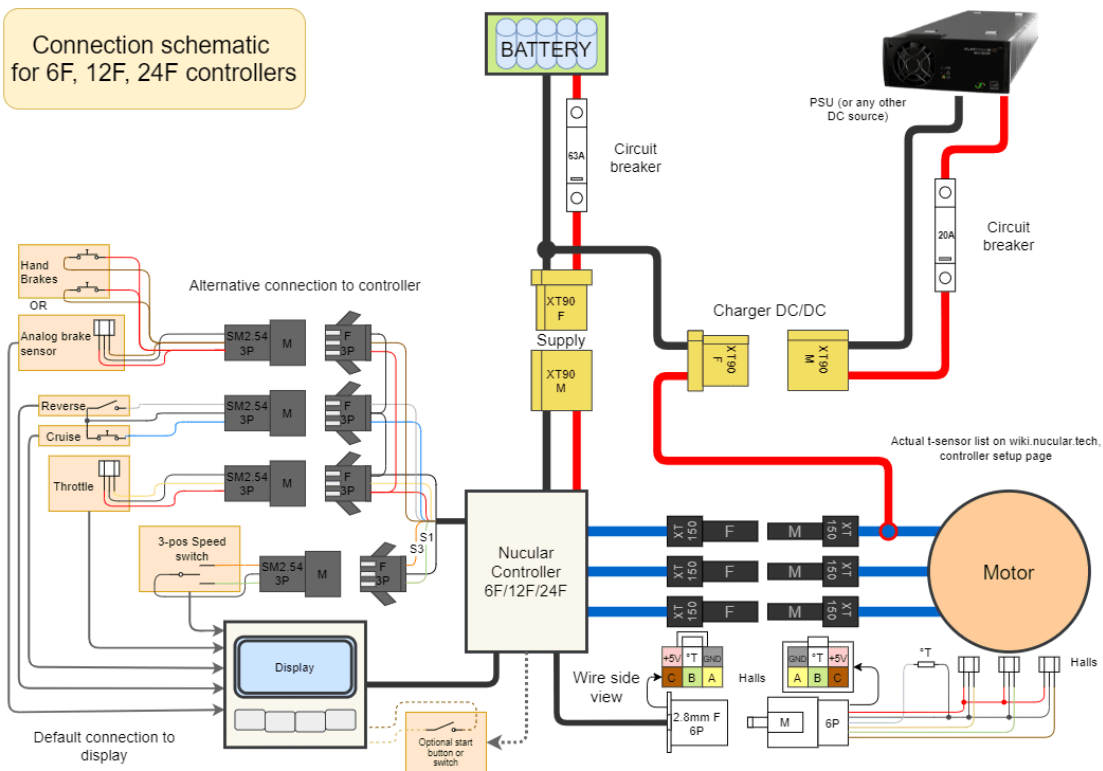 Connection schematic
for 6F, 12F, 24F controllers
BATTERY
63A
Circuit
breaker
PSU (or any other
DC source)
20A
Circuit
breaker
Hand
Brakes
OR
Analog brake
sensor
Alternative connection to controller
SM2.54
3P
M
F
3P
XT90
F
Supply
XT90
M
Charger DC/DC
XT90
F
XT90
M
Reverse
Cruise
SM2.54
3P
M
F
3P
Actual t-sensor list on wiki.nucular.tech,
controller setup page
Throttle
SM2.54
3P
M
F
3P
S1
S3
3-pos Speed
switch
SM2.54
3P
M
F
3P
Nucular
Controller
6F/12F/24F
XT
150
F
M
XT
150
XT
150
F
M
XT
150
XT
150
F
M
XT
150
Motor
Display
Default connection to
display
Optional start
button or
switch
Wire side
view
+5V
°T
GND
C
B
A
Halls
GND
°T
+5V
A
B
C
°T
Halls
2.8mm F
6P
M
6P